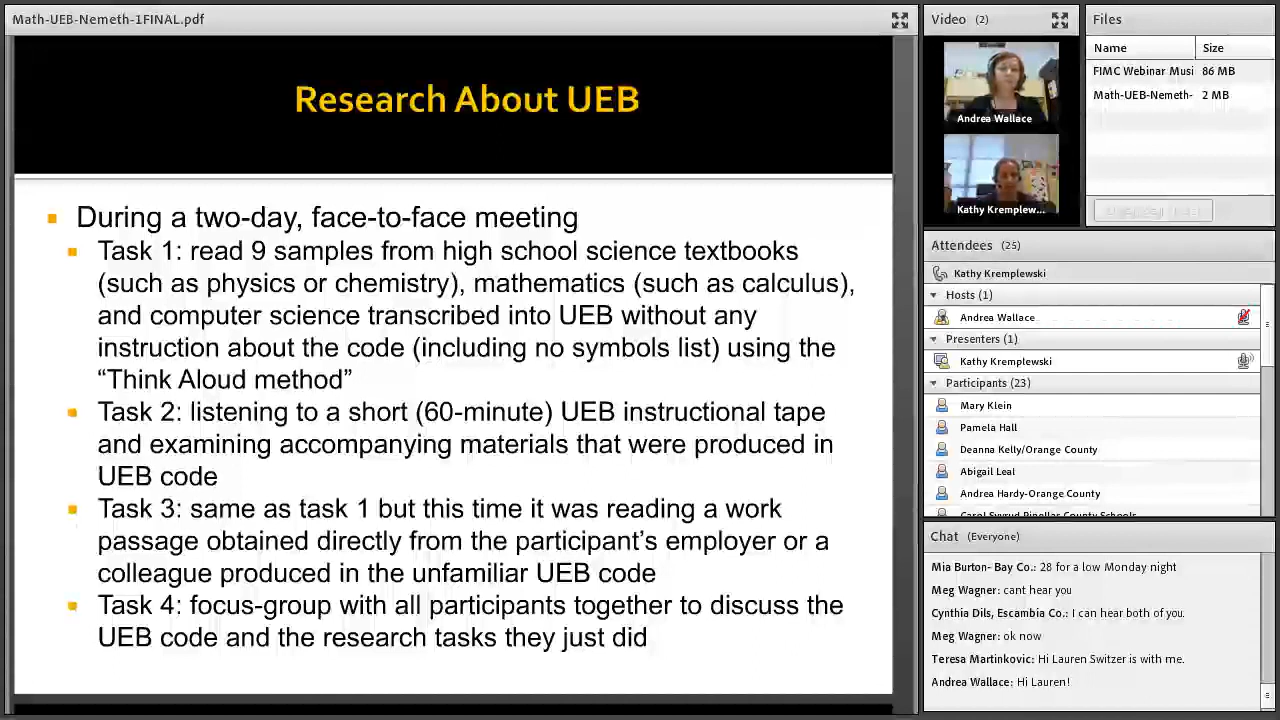 Math-UEB-Nemeth-1FINAL.pdf
Research About UEB
During a two-day, face-to-face meeting
Task 1: read 9 samples from high school science textbooks
(such as physics or chemistry), mathematics (such as calculus),
and computer science transcribed into UEB without any
instruction about the code (including no symbols list) using the
“Think Aloud method”
Task 2: listening to a short (60-minute) UEB instructional tape
and examining accompanying materials that were produced in
UEB code
Task 3: same as task 1 but this time it was reading a work
passage obtained directly from the participant’s employer or a
colleague produced in the unfamiliar UEB code
Task 4: focus-group with all participants together to discuss the
UEB code and the research tasks they just did
Video (2)
Andrea Wallace
Kathy Kremplew...
Files
Name Size
FIMC Webinar Musi 86 MB
Math-UEB-Nemeth- 2 MB
Attendees (25)
Kathy Kremplewski
Hosts (1)
Andrea Wallace
Presenters (1)
Kathy Kremplewski
Participants (23)
Mary Klein
Pamela Hall
Deanna Kelly/Orange County
Abigail Leal
Andrea Hardy-Orange County
Chat (Everyone)
Mia Burton- Bay Co.: 28 for a low Monday night
Meg Wagner: cant hear you
Cynthia Dils, Escambia Co.: I can hear both of you.
Meg Wagner: ok now
Teresa Martinkovic: Hi Lauren Switzer is with me.
Andrea Wallace: Hi Lauren!